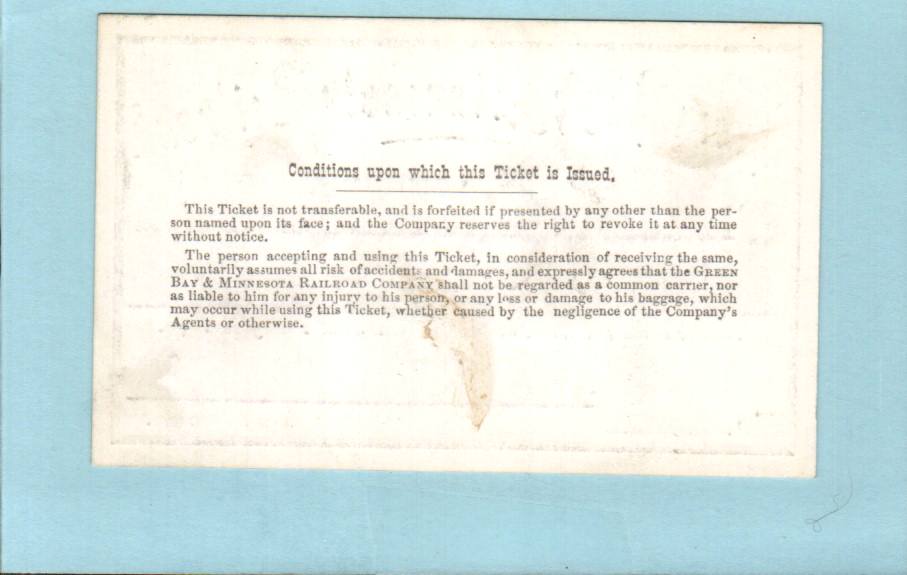 Conditions upon which this Ticket is Issued.
This Ticket is not transferable, and is forfeited if presented by any other than the per-
son named upon its face; and the Company reserves the right to revoke it at any time
without notice.
The person accepting and using this Ticket, in consideration of receiving the same,
voluntarily assumes all risk of accidents and damages, and expressly agrees that the GREEN
BAY & MINNESOTA RAILROAD COMPANY shall not be regarded as a common carrier, nor
as liable to him for any injury to his person, or any loss or damage to his baggage, which
may occur while using this Ticket, whether caused by the negligence of the Company's
Agents or otherwise.